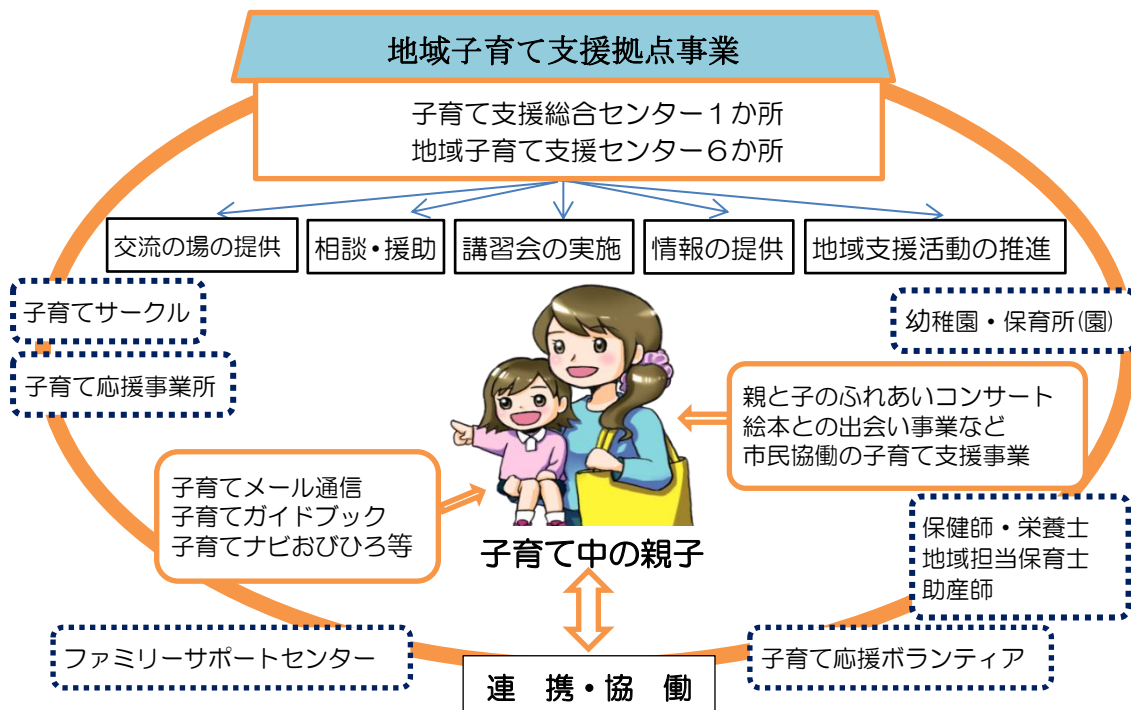 地域子育て支援拠点事業
子育て支援総合センター１か所
地域子育て支援センター６か所
交流の場の提供
相談・援助
講習会の実施
情報の提供
地域支援活動の推進
子育てサークル
幼稚園・保育所(園)
子育て応援事業所
親と子のふれあいコンサート
絵本との出会い事業など
市民協働の子育て支援事業
子育てメール通信
子育てガイドブック
子育てナビおびひろ等
保健師・栄養士
地域担当保育士
助産師
子育て中の親子
ファミリーサポートセンター
子育て応援ボランティア
連　携・協　働